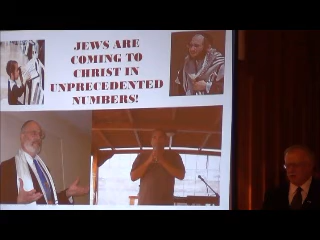 JEWS ARE
COMING TO
CHRIST IN
UNPRECEDENTED
NUMBERS!